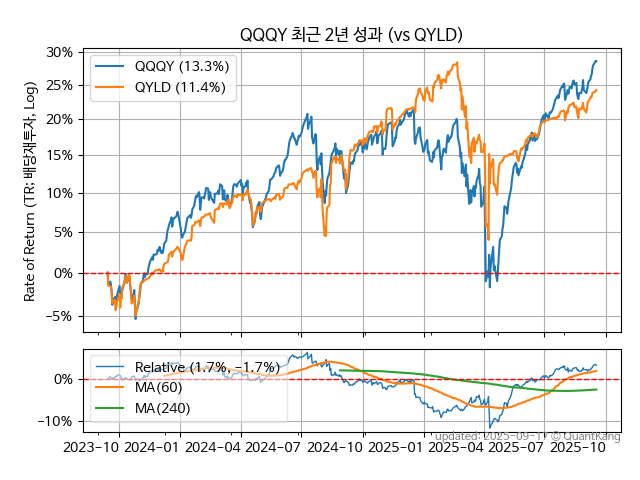 QQQY 최근 2년 성과 (vs QYLD)
Rate of Return (TR: 배당재투자, Log)
30%
25%
20%
15%
10%
5%
0%
−5%
QQQY (13.3%)
QYLD (11.4%)
0%
−10%
Relative (1.7%, −1.7%)
MA(60)
MA(240)
2023-10 2024-01 2024-04 2024-07 2024-10 2025-01 2025-04 2025-07 2025-10
updated: 2025-09-17 © QuantKang